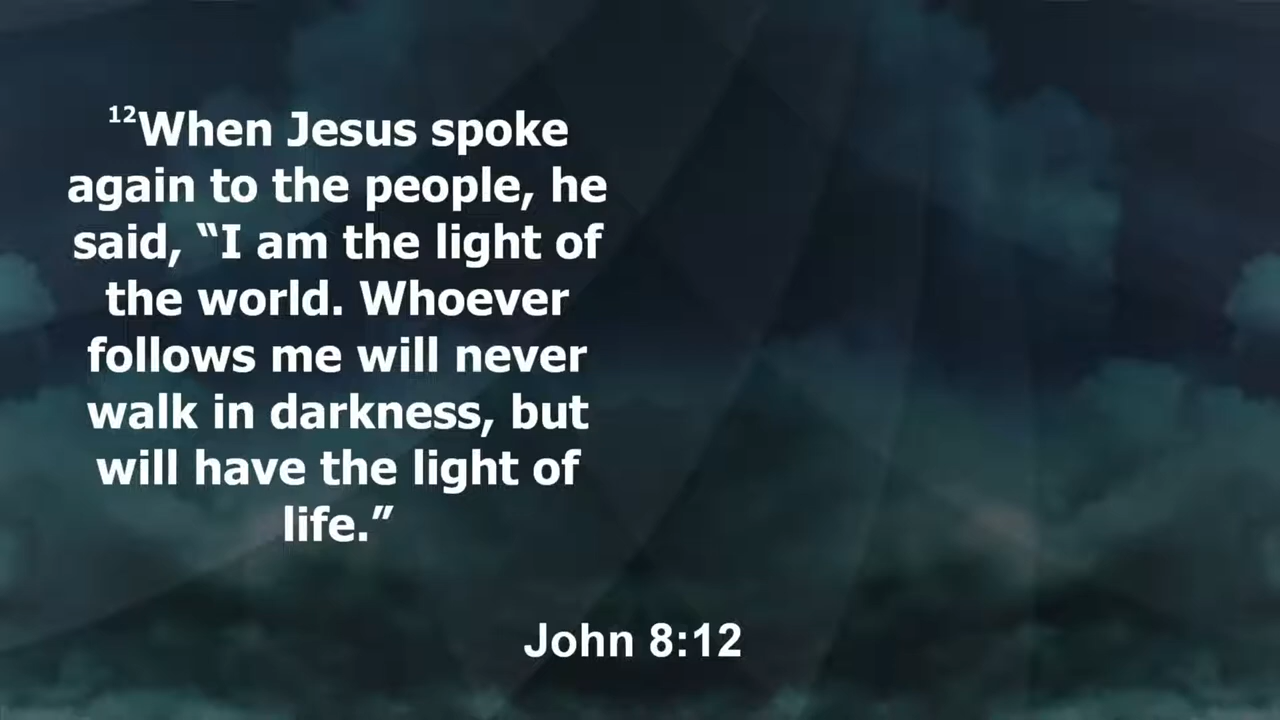 12When Jesus spoke
again to the people, he
said, “I am the light of
the world. Whoever
follows me will never
walk in darkness, but
will have the light of
life.”
John 8:12